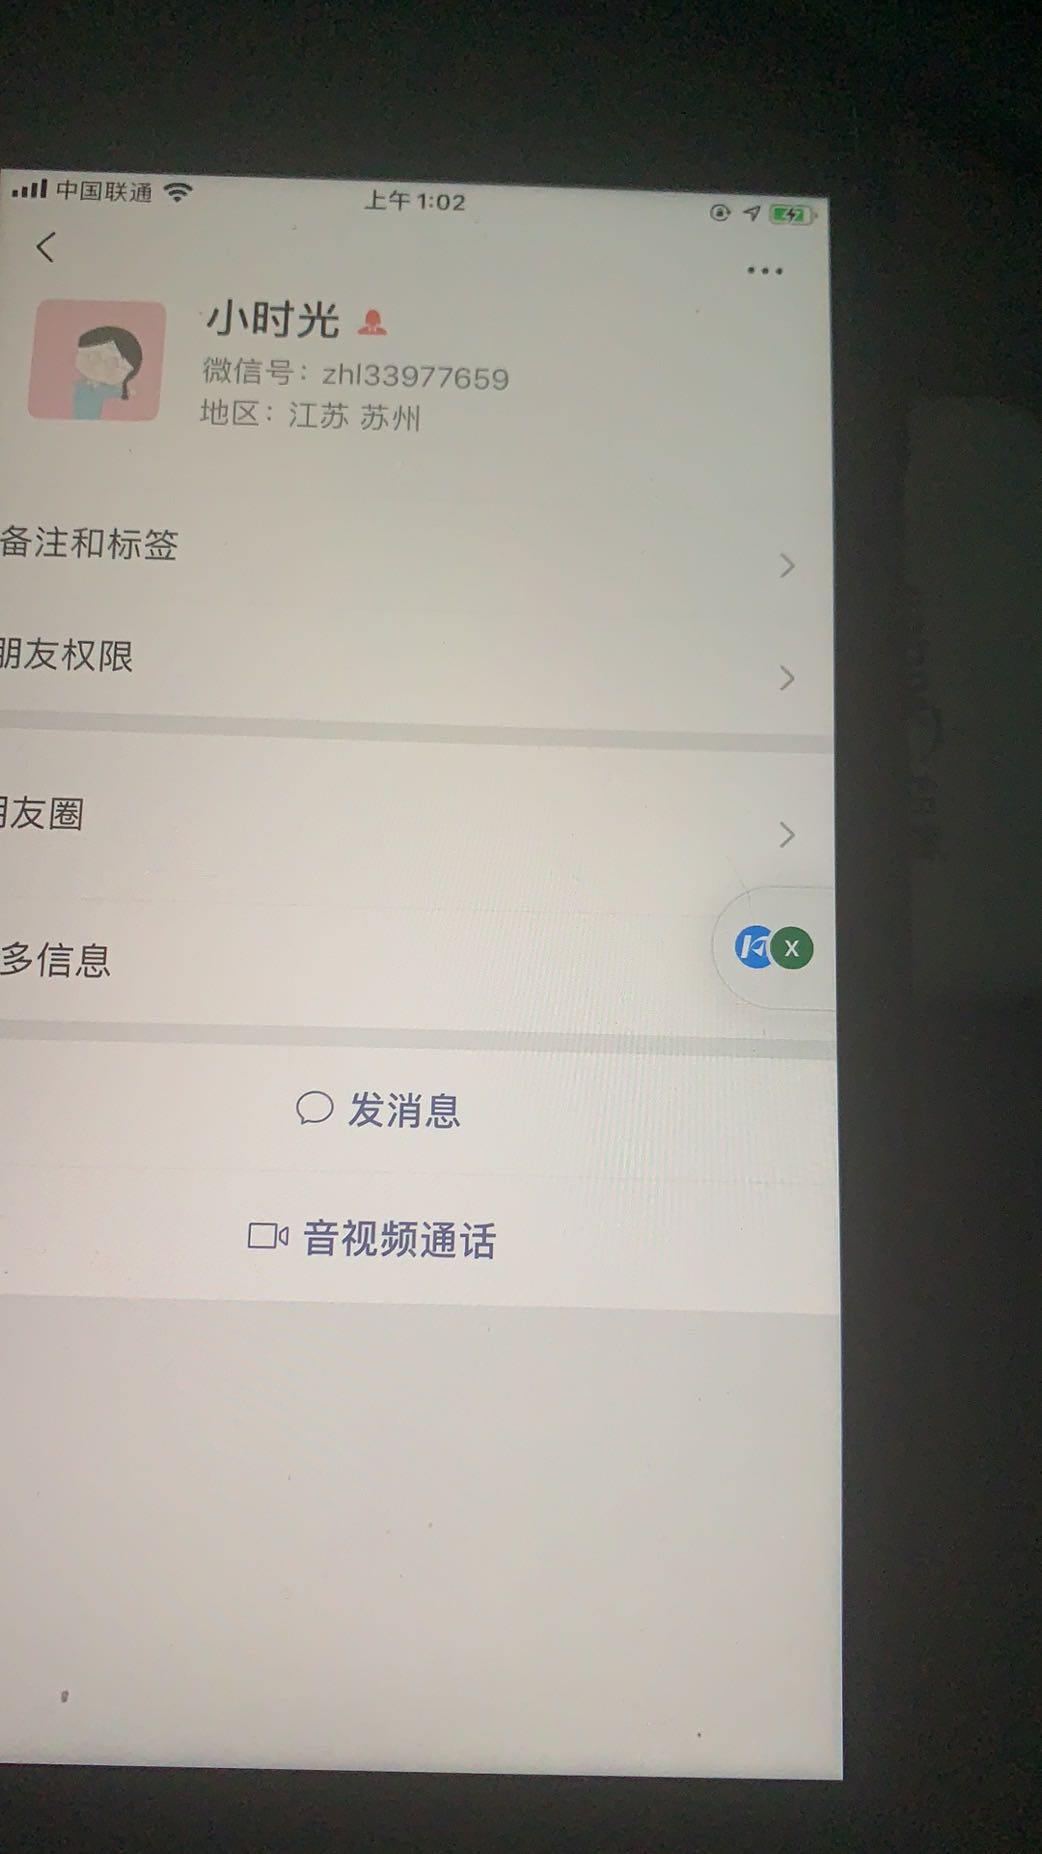 中国联通
上午1:02
小时光
微信号：zhl33977659
地区：江苏 苏州
备注和标签
朋友权限
友圈
多信息
X
发消息
音视频通话